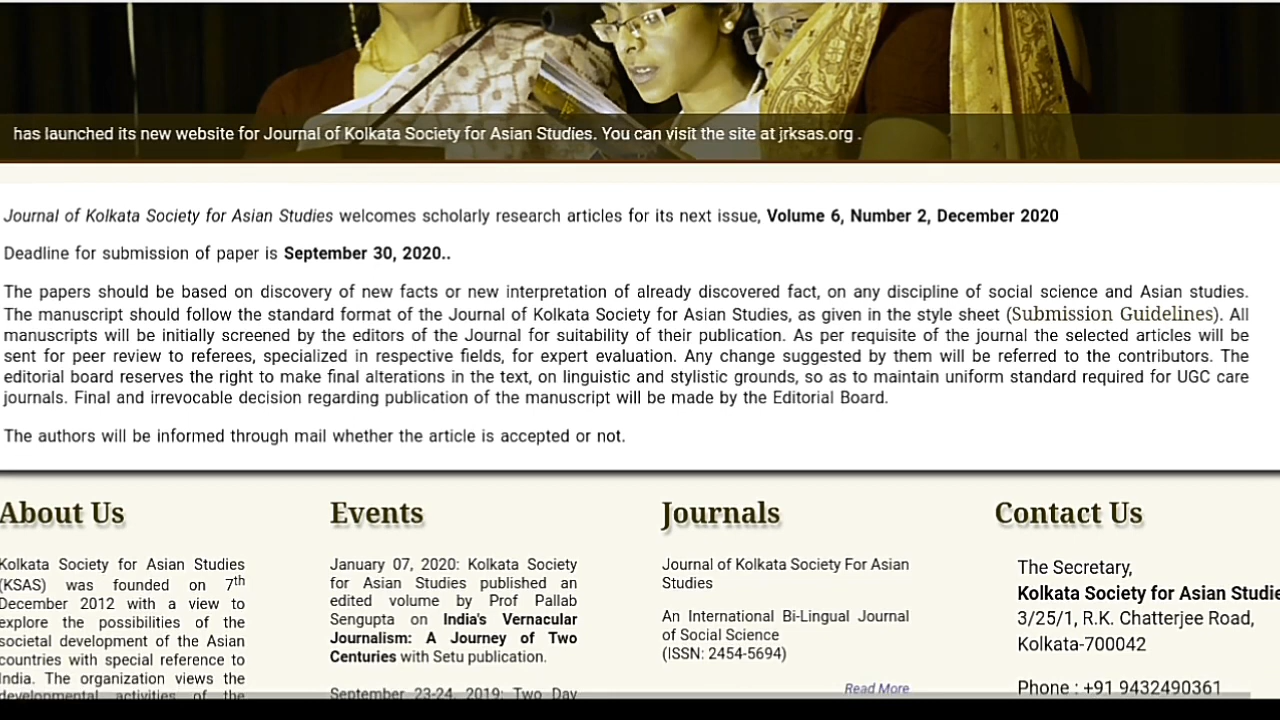 has launched its new website for Journal of Kolkata Society for Asian Studies. You can visit the site at jrksas.org .
Journal of Kolkata Society for Asian Studies welcomes scholarly research articles for its next issue, Volume 6, Number 2, December 2020
Deadline for submission of paper is September 30, 2020..
The papers should be based on discovery of new facts or new interpretation of already discovered fact, on any discipline of social science and Asian studies.
The manuscript should follow the standard format of the Journal of Kolkata Society for Asian Studies, as given in the style sheet (Submission Guidelines). All
manuscripts will be initially screened by the editors of the Journal for suitability of their publication. As per requisite of the journal the selected articles will be
sent for peer review to referees, specialized in respective fields, for expert evaluation. Any change suggested by them will be referred to the contributors. The
editorial board reserves the right to make final alterations in the text, on linguistic and stylistic grounds, so as to maintain uniform standard required for UGC care
journals. Final and irrevocable decision regarding publication of the manuscript will be made by the Editorial Board.
The authors will be informed through mail whether the article is accepted or not.
About Us
Kolkata Society for Asian Studies
(KSAS) was founded on 7th
December 2012 with a view to
explore the possibilities of the
societal development of the Asian
countries with special reference to
India. The organization views the
developmental activities of the
Events
January 07, 2020: Kolkata Society
for Asian Studies published an
edited volume by Prof Pallab
Sengupta on India's Vernacular
Journalism: A Journey of Two
Centuries with Setu publication.
September 23-24, 2019: Two Day
Journals
Journal of Kolkata Society For Asian
Studies
An International Bi-Lingual Journal
of Social Science
(ISSN: 2454-5694)
Read More
Contact Us
The Secretary,
Kolkata Society for Asian Studie
3/25/1, R.K. Chatterjee Road,
Kolkata-700042
Phone : +91 9432490361